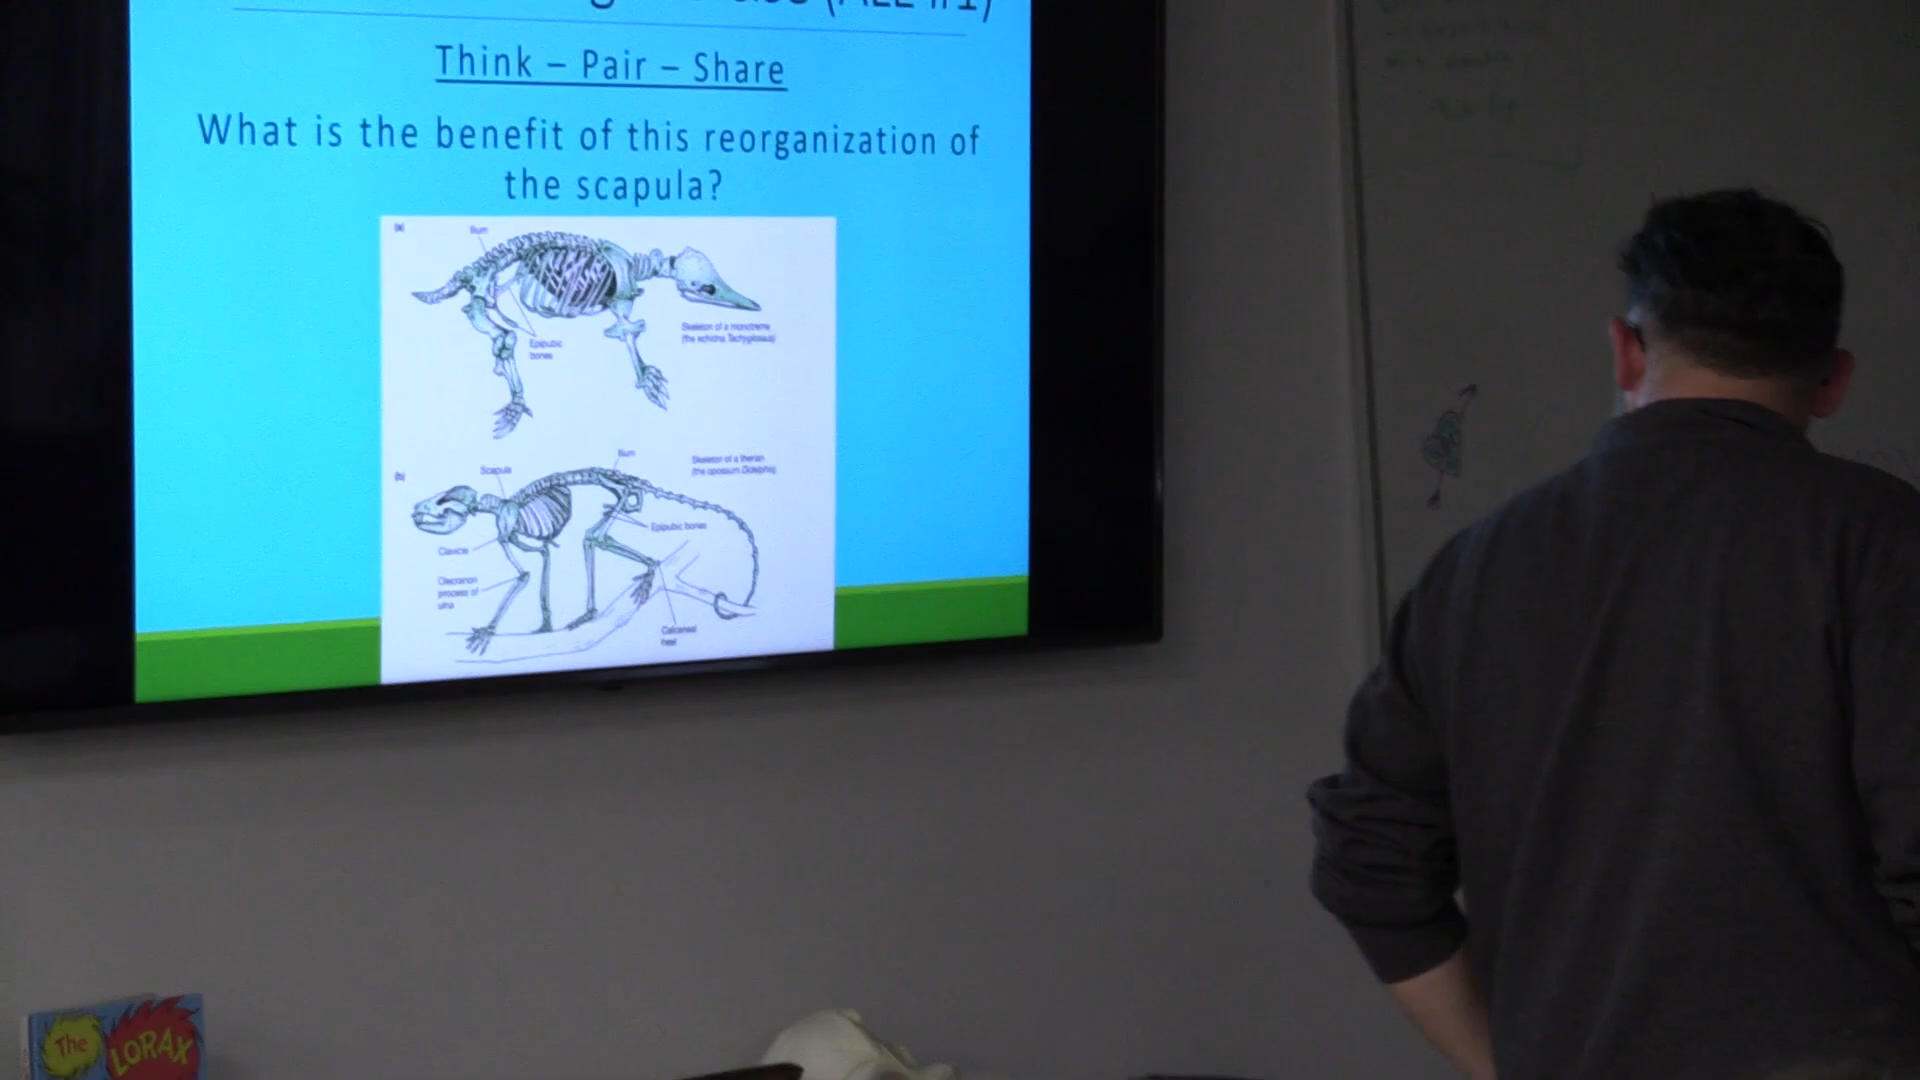 Think – Pair – Share
What is the benefit of this reorganization of
the scapula?
(a)
Ilium
Skeleton of a monotreme
(the echidna Tachyglossus)
Epipubic
bones
(b)
Scapula
Ilium
Skeleton of a therian
(the opossum Didelphis)
Epipubic bones
Clavicle
Olecranon
process of
ulna
Calcaneal
heel
The
LORAX